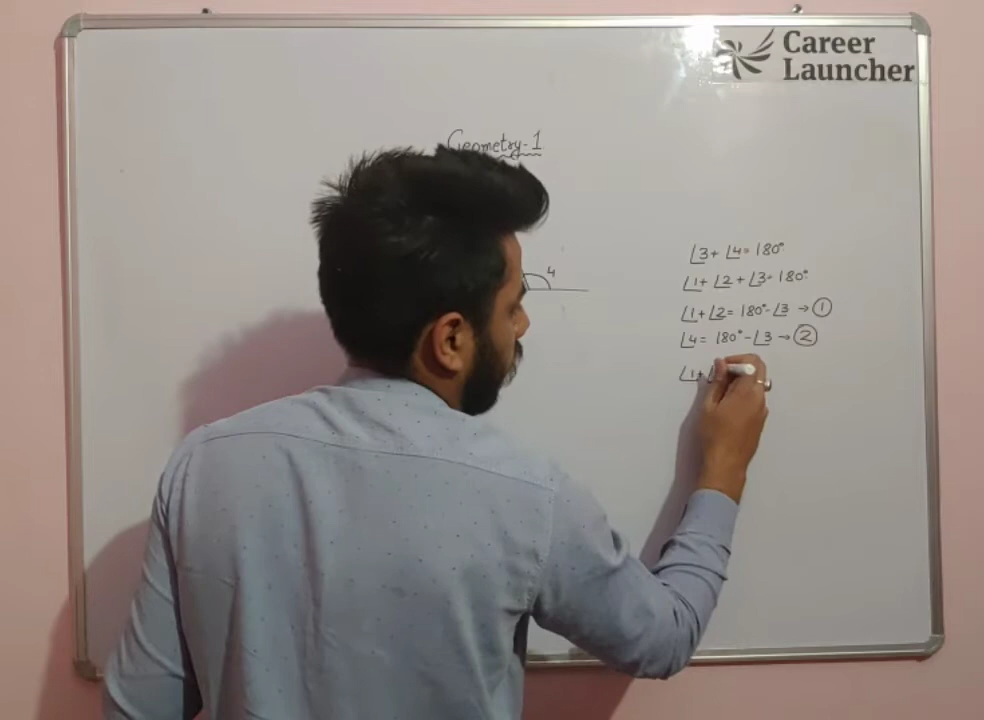 Career
Launcher
Geometry-1
4
∠3+ ∠4= 180°
∠1+ ∠2 + ∠3= 180°
∠1+ ∠2= 180°-∠3 → ①
∠4= 180°-∠3 → ②
∠1+ ∠